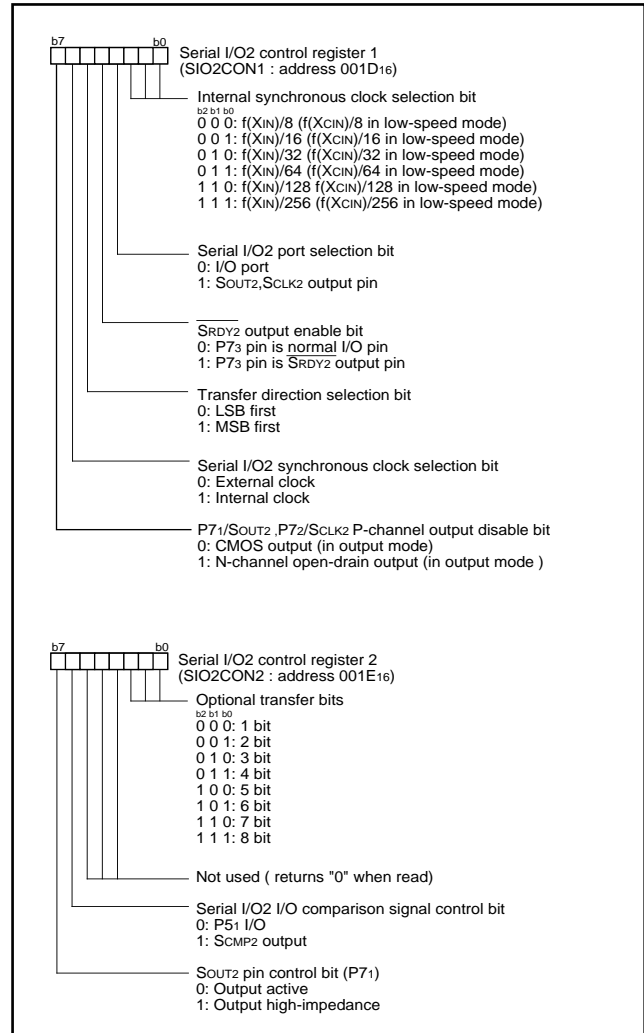 b7 b0
Serial I/O2 control register 1
(SIO2CON1 : address 001D16)
Internal synchronous clock selection bit
b2 b1 b0
0 0 0: f(XIN)/8 (f(XCIN)/8 in low-speed mode)
0 0 1: f(XIN)/16 (f(XCIN)/16 in low-speed mode)
0 1 0: f(XIN)/32 (f(XCIN)/32 in low-speed mode)
0 1 1: f(XIN)/64 (f(XCIN)/64 in low-speed mode)
1 1 0: f(XIN)/128 f(XCIN)/128 in low-speed mode)
1 1 1: f(XIN)/256 (f(XCIN)/256 in low-speed mode)
Serial I/O2 port selection bit
0: I/O port
1: SOUT2,SCLK2 output pin
SRDY2 output enable bit
0: P73 pin is normal I/O pin
1: P73 pin is SRDY2 output pin
Transfer direction selection bit
0: LSB first
1: MSB first
Serial I/O2 synchronous clock selection bit
0: External clock
1: Internal clock
P71/SOUT2 ,P72/SCLK2 P-channel output disable bit
0: CMOS output (in output mode)
1: N-channel open-drain output (in output mode )
b7 b0
Serial I/O2 control register 2
(SIO2CON2 : address 001E16)
Optional transfer bits
b2 b1 b0
0 0 0: 1 bit
0 0 1: 2 bit
0 1 0: 3 bit
0 1 1: 4 bit
1 0 0: 5 bit
1 0 1: 6 bit
1 1 0: 7 bit
1 1 1: 8 bit
Not used ( returns "0" when read)
Serial I/O2 I/O comparison signal control bit
0: P51 I/O
1: SCMP2 output
SOUT2 pin control bit (P71)
0: Output active
1: Output high-impedance